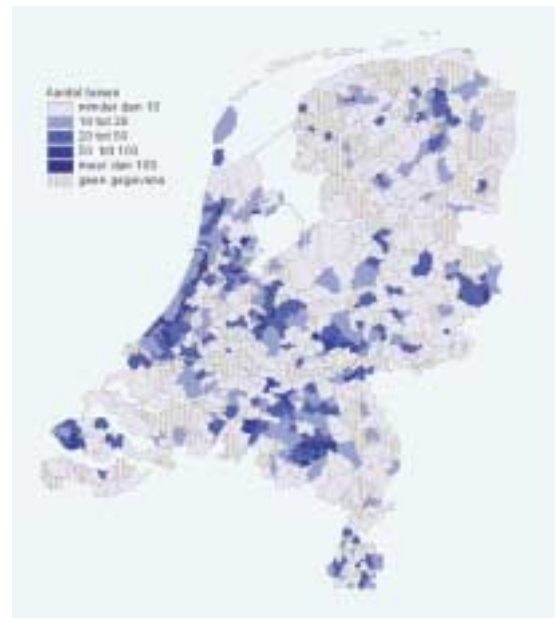 Aantal
minder dan 10
10 tot 20
20 tot 50
50 tot 100
meer dan 100
geen gegevens